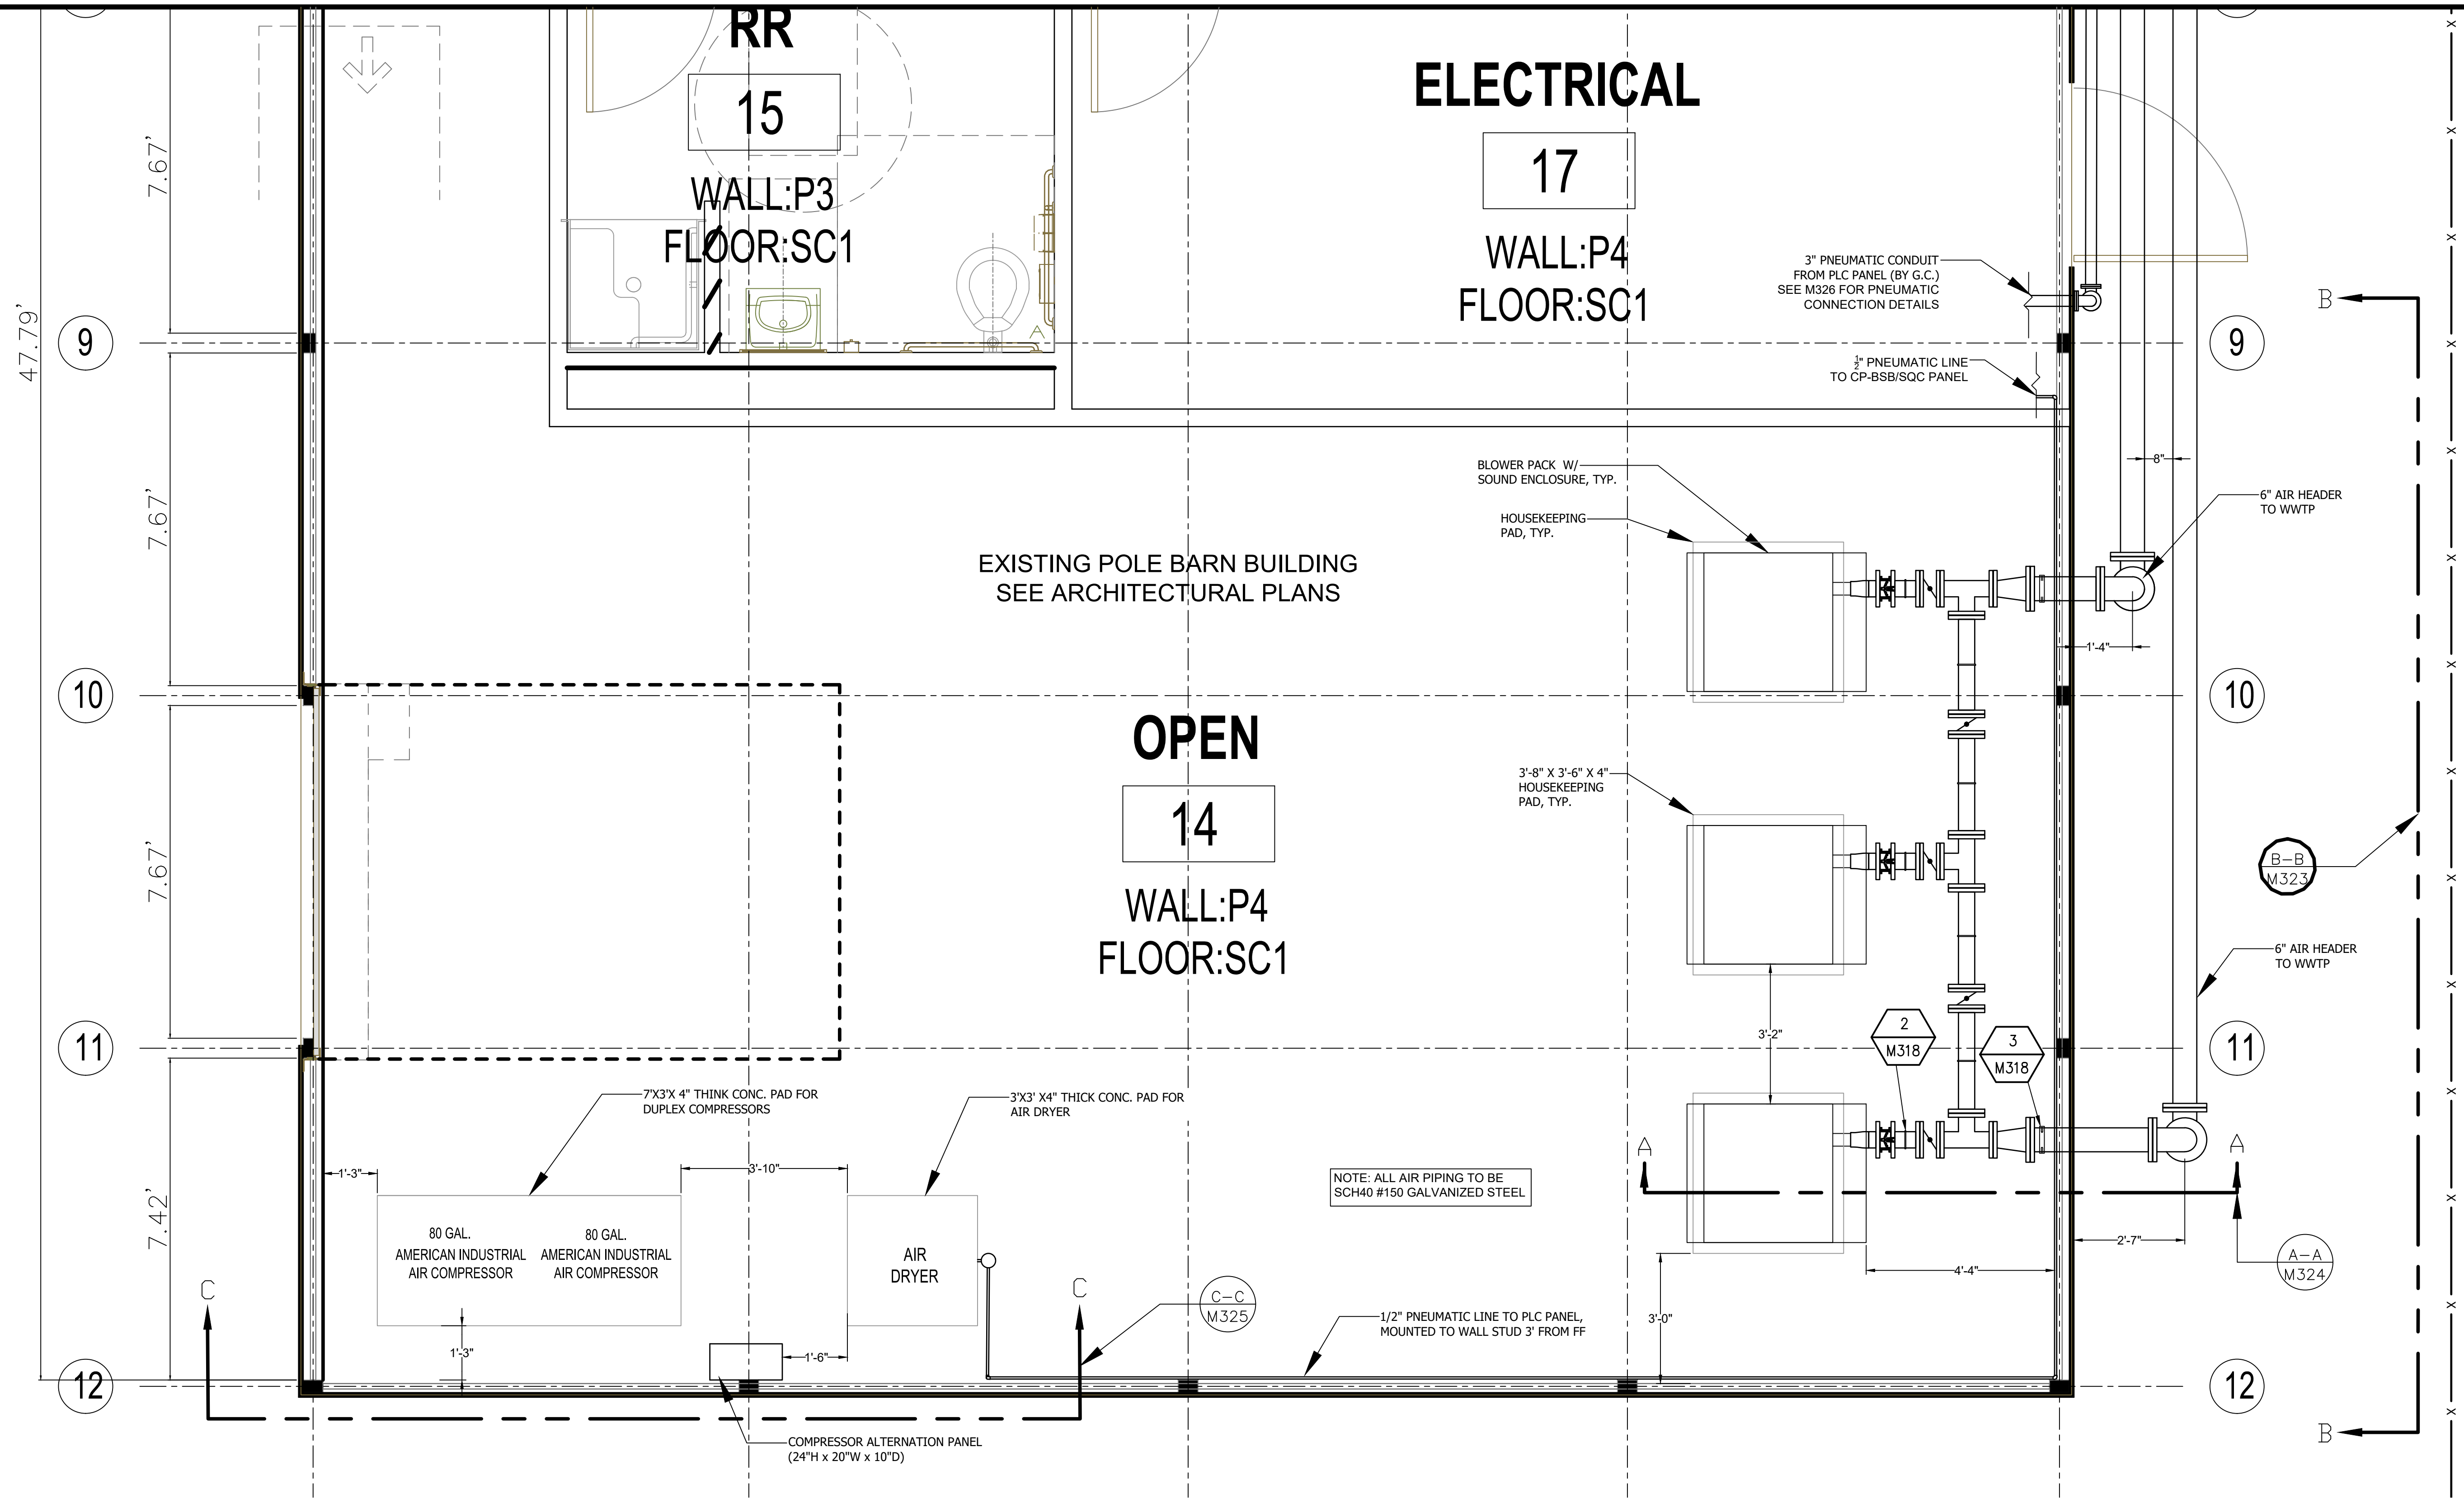 RR
15
WALL:P3
FLOOR:SC1
ELECTRICAL
17
WALL:P4
FLOOR:SC1
3" PNEUMATIC CONDUIT
FROM PLC PANEL (BY G.C.)
SEE M326 FOR PNEUMATIC
CONNECTION DETAILS
7.67'
47.79'
9
9
B
A
½" PNEUMATIC LINE
TO CP-BSB/SQC PANEL
7.67'
BLOWER PACK W/
SOUND ENCLOSURE, TYP.
8"
6" AIR HEADER
TO WWTP
HOUSEKEEPING
PAD, TYP.
EXISTING POLE BARN BUILDING
SEE ARCHITECTURAL PLANS
1'-4"
10
10
OPEN
14
WALL:P4
FLOOR:SC1
3'-8" X 3'-6" X 4"
HOUSEKEEPING
PAD, TYP.
7.67'
B-B
M323
6" AIR HEADER
TO WWTP
3'-2"
2
M318
3
M318
11
11
7'X3'X 4" THINK CONC. PAD FOR
DUPLEX COMPRESSORS
3'X3' X4" THICK CONC. PAD FOR
AIR DRYER
1'-3"
3'-10"
NOTE: ALL AIR PIPING TO BE
SCH40 #150 GALVANIZED STEEL
A
A
7.42'
80 GAL.
AMERICAN INDUSTRIAL
AIR COMPRESSOR
80 GAL.
AMERICAN INDUSTRIAL
AIR COMPRESSOR
AIR
DRYER
2'-7"
4'-4"
A-A
M324
C
C
C-C
M325
1/2" PNEUMATIC LINE TO PLC PANEL,
MOUNTED TO WALL STUD 3' FROM FF
3'-0"
1'-3"
1'-6"
12
12
B
COMPRESSOR ALTERNATION PANEL
(24"H x 20"W x 10"D)